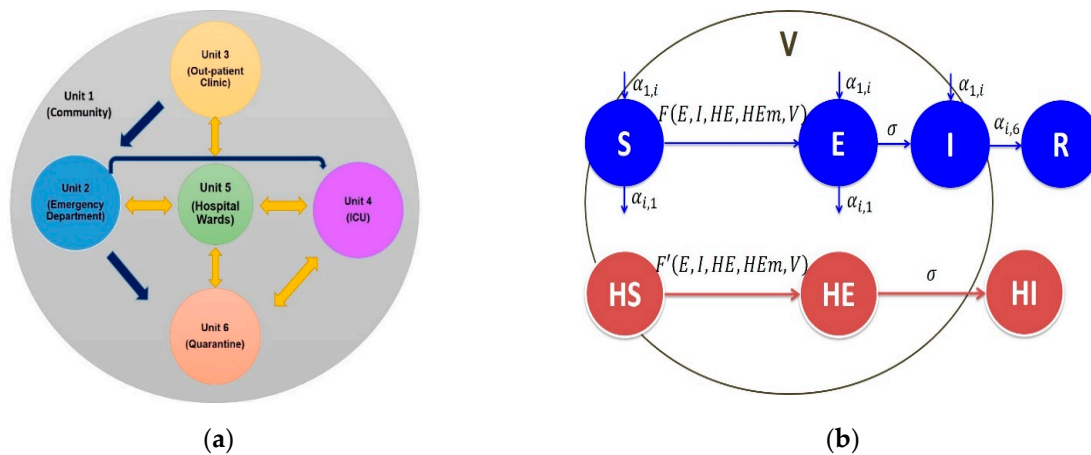 Unit 3
(Out-patient
Clinic)
Unit 1
(Community)
Unit 2
(Emergency
Department)
Unit 5
(Hospital
Wards)
Unit 4
(ICU)
Unit 6
(Quarantine)
(a)
V
α1,i
α1,i
α1,i
F(E, I, HE, HEm, V)
σ
αi,6
S
E
I
R
αi,1
αi,1
F′(E, I, HE, HEm, V)
σ
HS
HE
HI
(b)